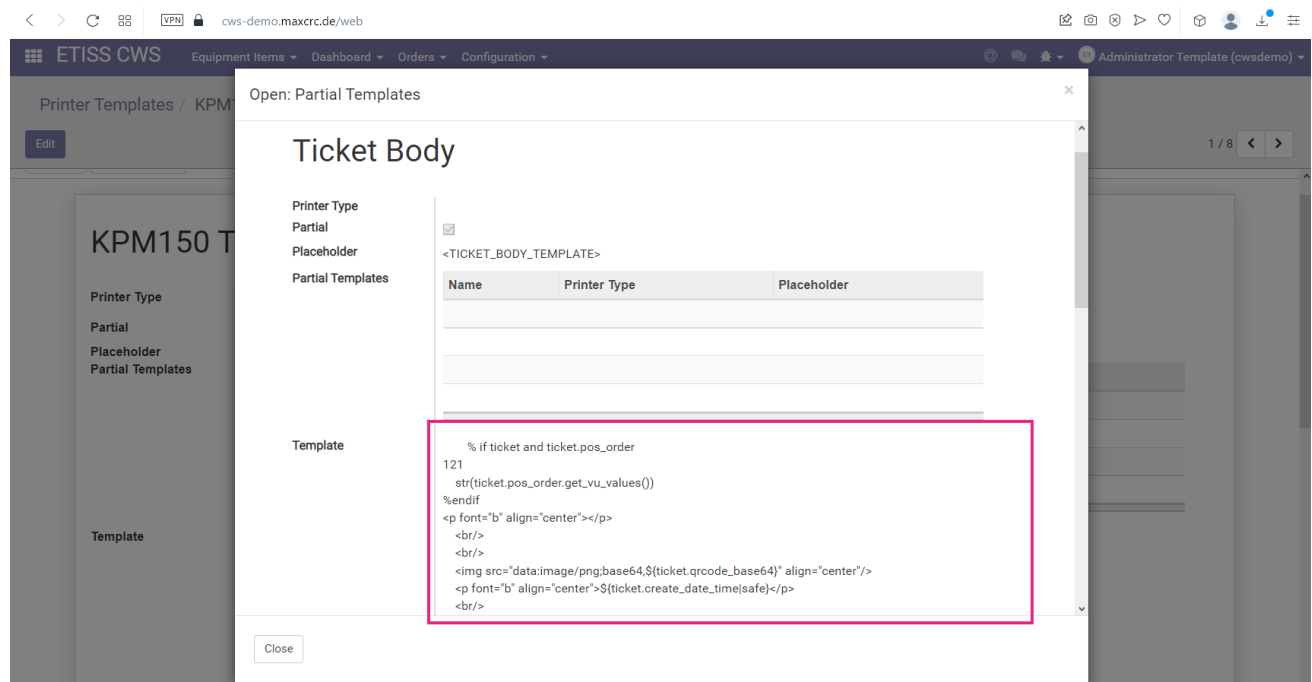 VPN cws-demo.maxcrc.de/web
ETISS CWS Equipment Items Dashboard Orders Configuration Administrator Template (cwsdemo)
Printer Templates / KPM1
Open: Partial Templates ×
Edit
1 / 8
Ticket Body
Printer Type
Partial
Placeholder <TICKET_BODY_TEMPLATE>
Partial Templates
Name Printer Type Placeholder
KPM150 T
Printer Type
Partial
Placeholder
Partial Templates
Template
Template
% if ticket and ticket.pos_order
121
str(ticket.pos_order.get_vu_values())
%endif
<p font="b" align="center"></p>
<br/>
<br/>
<img src="data:image/png;base64,${ticket.qrcode_base64}" align="center"/>
<p font="b" align="center">${ticket.create_date_time|safe}</p>
<br/>
Close